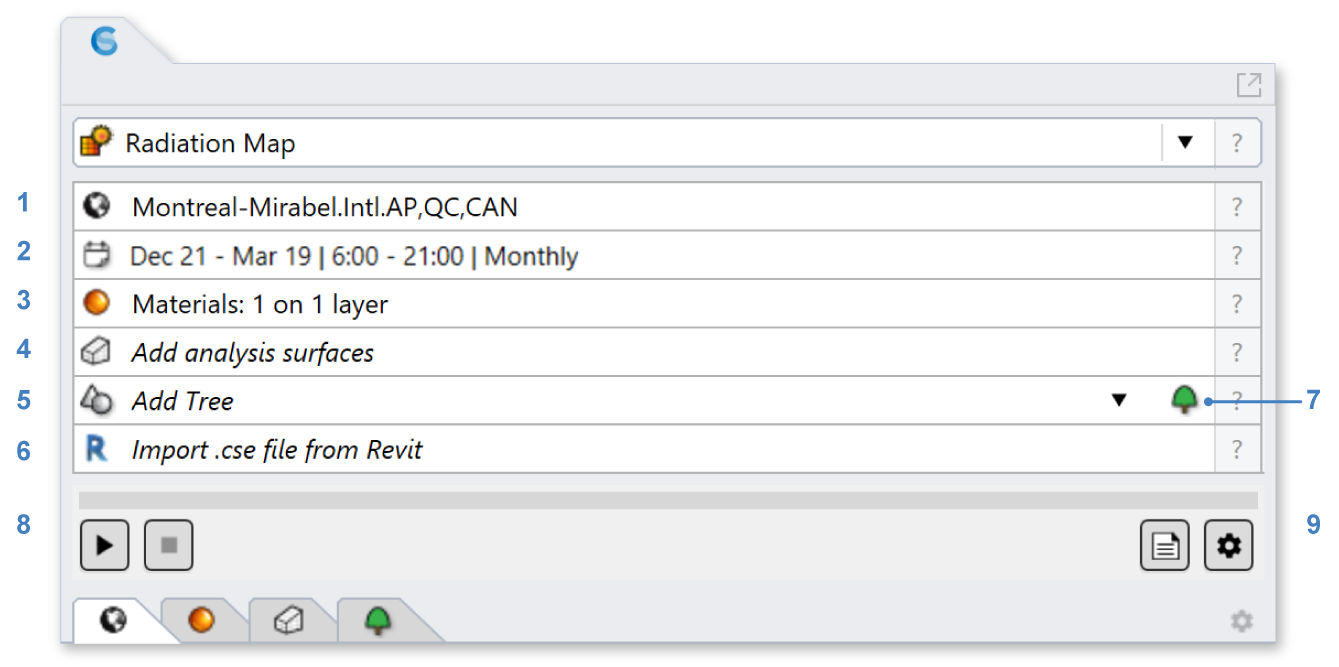 Radiation Map ?
1 Montreal-Mirabel.Intl.AP,QC,CAN ?
2 Dec 21 - Mar 19 | 6:00 - 21:00 | Monthly ?
3 Materials: 1 on 1 layer ?
4 Add analysis surfaces ?
5 Add Tree ? 7
6 R Import .cse file from Revit ?
8 9